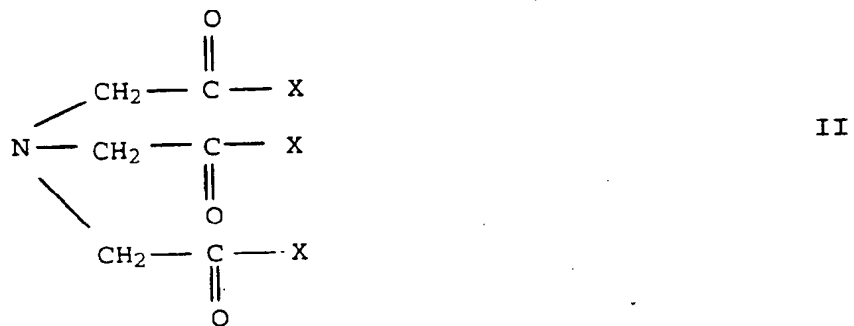 O
||
CH₂ — C — X
N — CH₂ — C — X II
||
O
CH₂ — C — X
||
O